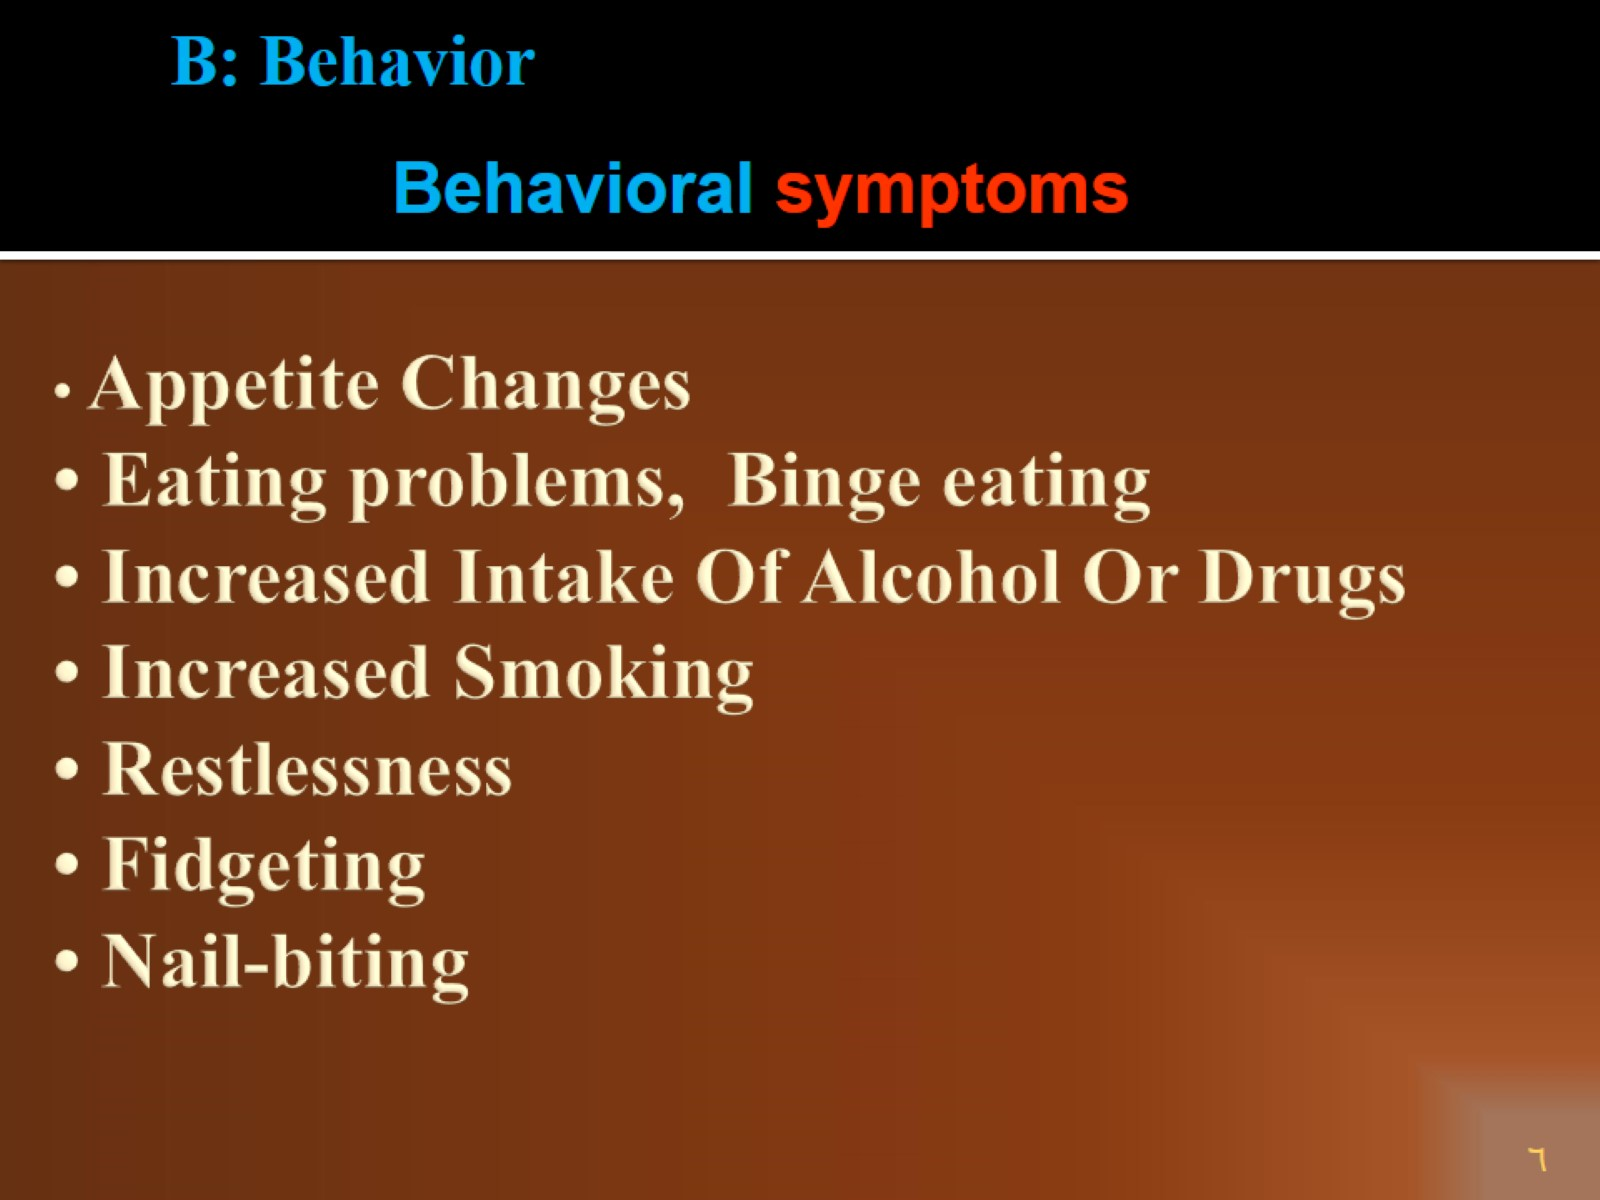 B: Behavior
Behavioral symptoms
• Appetite Changes
• Eating problems, Binge eating
• Increased Intake Of Alcohol Or Drugs
• Increased Smoking
• Restlessness
• Fidgeting
• Nail-biting
٦